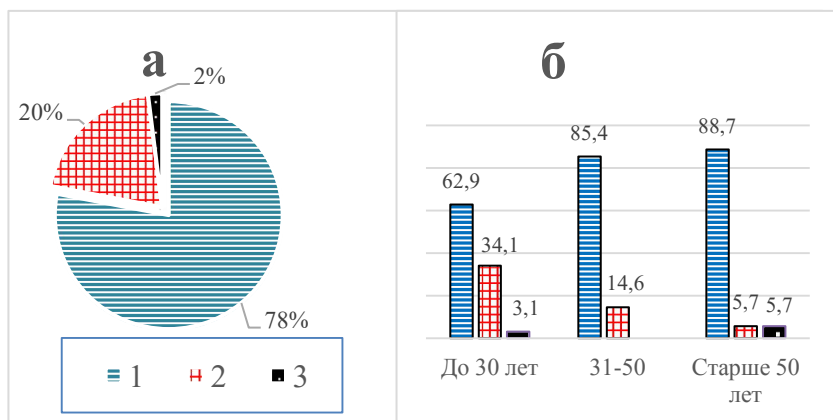 а
2%
20%
78%
1 2 3
б
62,9
34,1
3,1
85,4
14,6
88,7
5,7
5,7
До 30 лет
31-50
Старше 50
лет